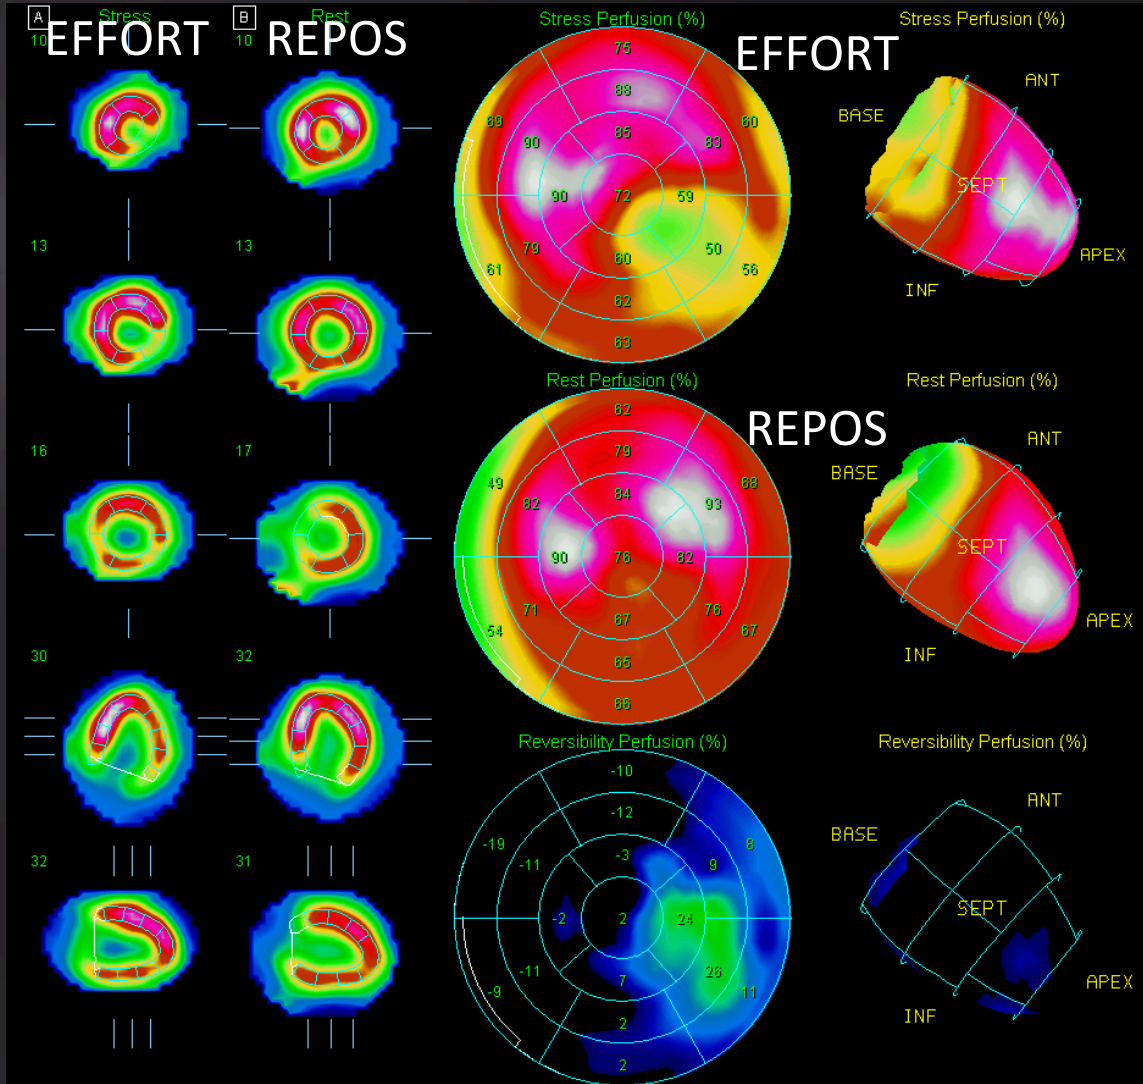 A Stress
B Rest
EFFORT
REPOS
10
10
13
13
16
17
30
32
32
31
Stress Perfusion (%)
EFFORT
75
88
69
60
85
90
83
90
72
59
79
50
61
60
56
62
63
Stress Perfusion (%)
ANT
BASE
SEPT
APEX
INF
Rest Perfusion (%)
REPOS
62
79
49
68
84
82
93
90
76
82
71
76
54
67
67
65
66
Rest Perfusion (%)
ANT
BASE
SEPT
APEX
INF
Reversibility Perfusion (%)
-10
-12
-19
8
-3
-11
9
-2
2
24
-11
26
-9
7
11
2
2
Reversibility Perfusion (%)
ANT
BASE
SEPT
APEX
INF